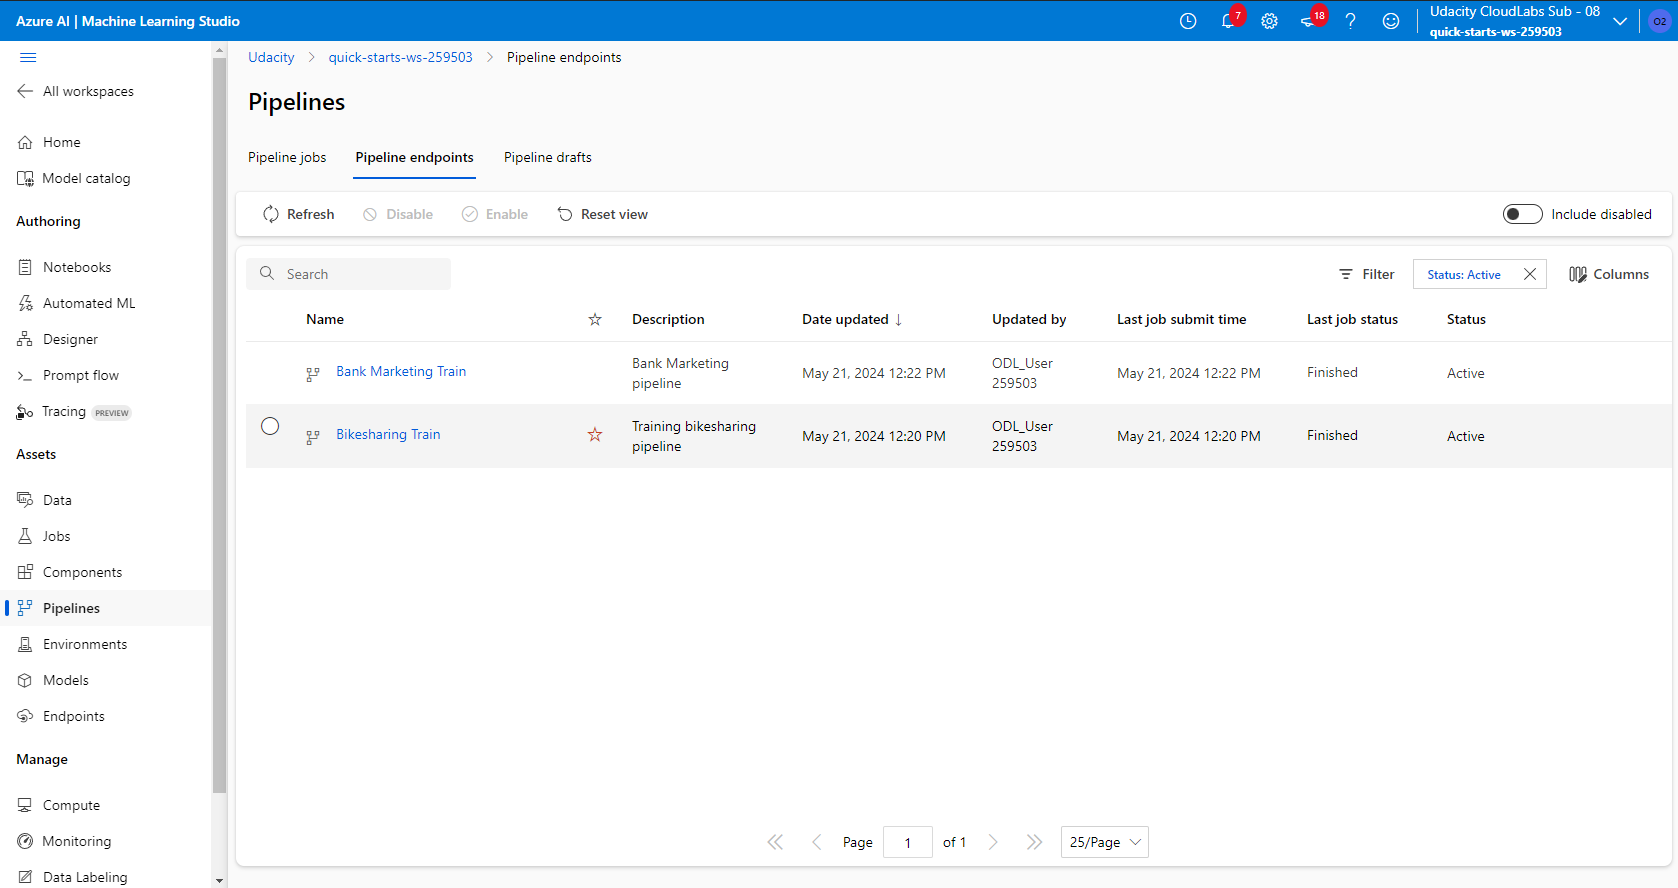 Azure AI | Machine Learning Studio
7
18
Udacity CloudLabs Sub - 08
quick-starts-ws-259503
O2
All workspaces
Home
Model catalog
Authoring
Notebooks
Automated ML
Designer
Prompt flow
Tracing PREVIEW
Assets
Data
Jobs
Components
Pipelines
Environments
Models
Endpoints
Manage
Compute
Monitoring
Data Labeling
Udacity > quick-starts-ws-259503 > Pipeline endpoints
Pipelines
Pipeline jobs Pipeline endpoints Pipeline drafts
Refresh Disable Enable Reset view Include disabled
Search Filter Status: Active Columns
Name Description Date updated ↓ Updated by Last job submit time Last job status Status
Bank Marketing Train Bank Marketing pipeline May 21, 2024 12:22 PM ODL_User 259503 May 21, 2024 12:22 PM Finished Active
Bikesharing Train Training bikesharing pipeline May 21, 2024 12:20 PM ODL_User 259503 May 21, 2024 12:20 PM Finished Active
Page 1 of 1 25/Page